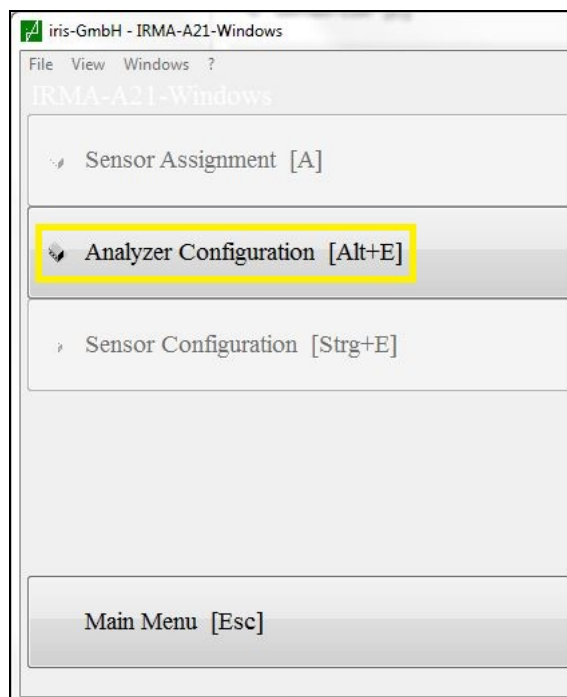 iris-GmbH - IRMA-A21-Windows
File View Windows ?
IRMA-A21-Windows
Sensor Assignment [A]
Analyzer Configuration [Alt+E]
Sensor Configuration [Strg+E]
Main Menu [Esc]